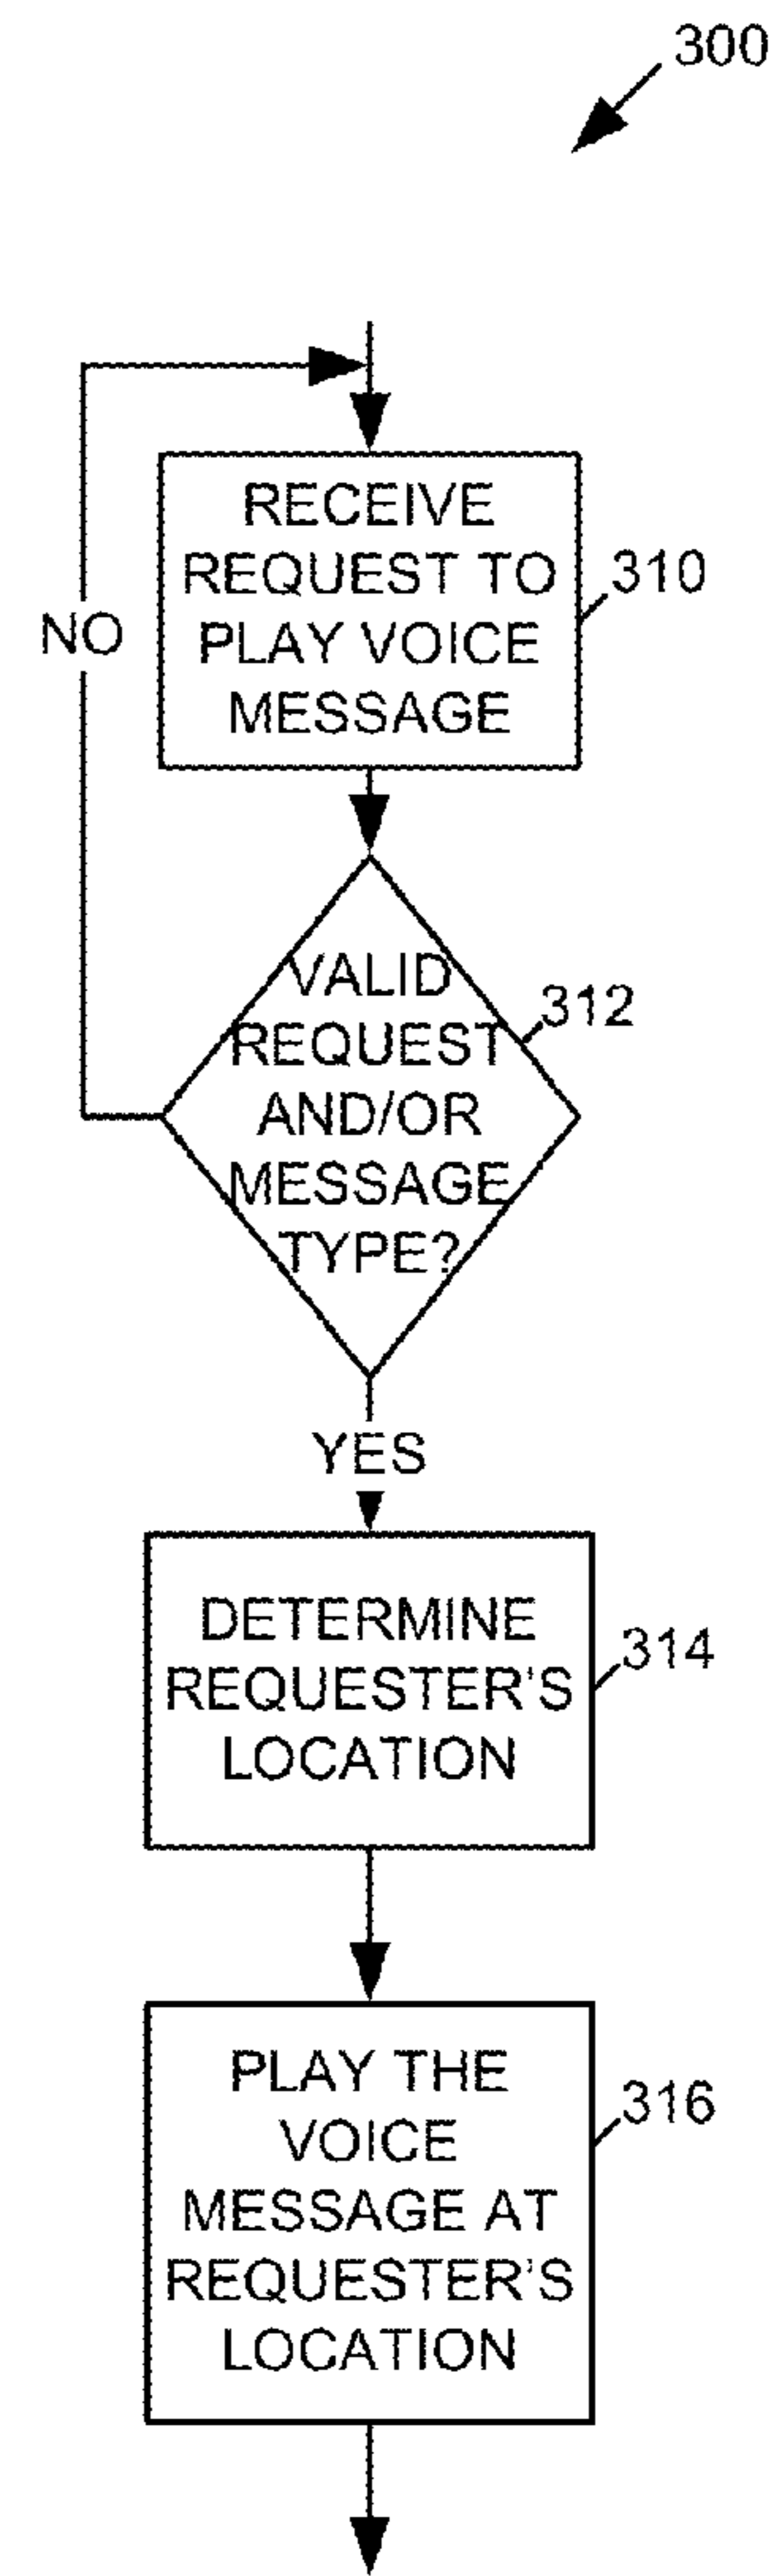 300
RECEIVE
REQUEST TO
PLAY VOICE
MESSAGE
310
NO
VALID
REQUEST
AND/OR
MESSAGE
TYPE?
312
YES
DETERMINE
REQUESTER'S
LOCATION
314
PLAY THE
VOICE
MESSAGE AT
REQUESTER'S
LOCATION
316